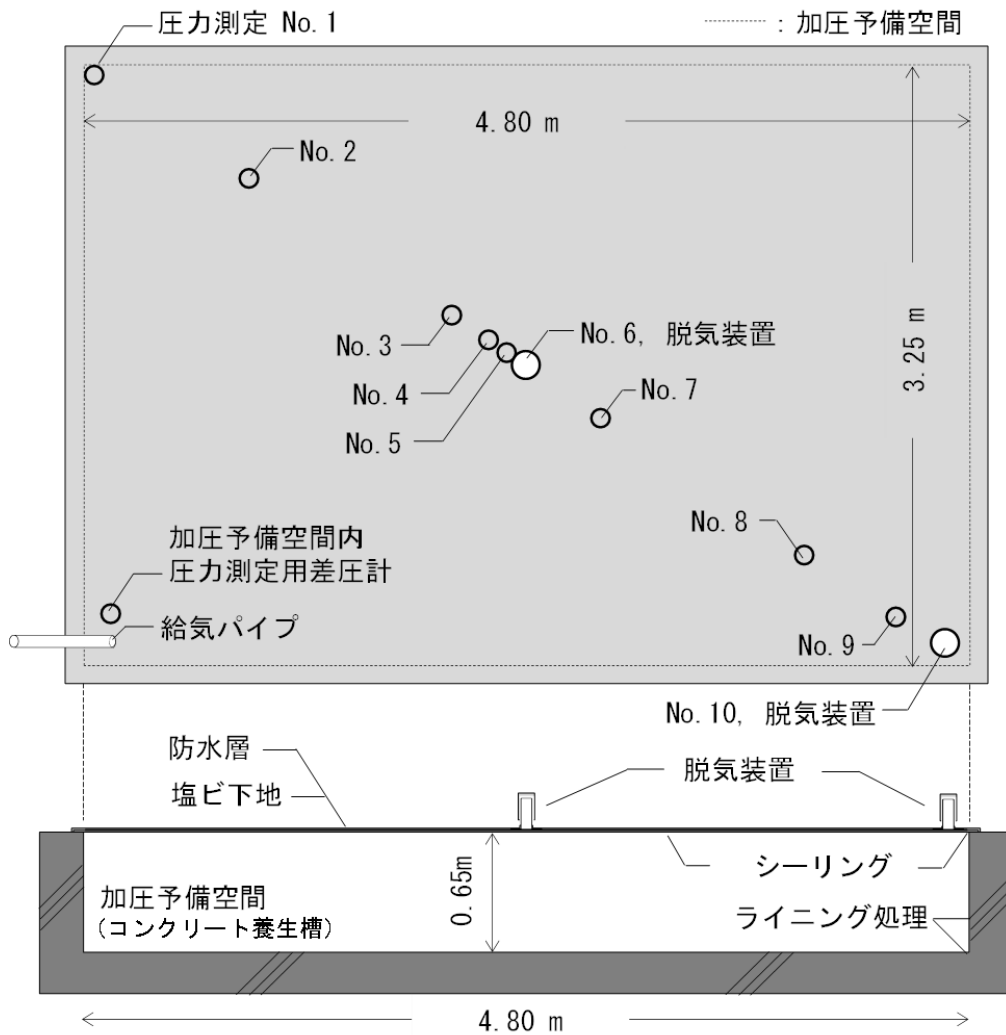 圧力測定 No.1
: 加圧予備空間
4.80 m
No.2
3.25 m
No.3
No.6, 脱気装置
No.4
No.7
No.5
No.8
加圧予備空間内
圧力測定用差圧計
給気パイプ
No.9
No.10, 脱気装置
防水層
脱気装置
塩ビ下地
シーリング
0.65m
加圧予備空間
(コンクリート養生槽)
ライニング処理
4.80 m